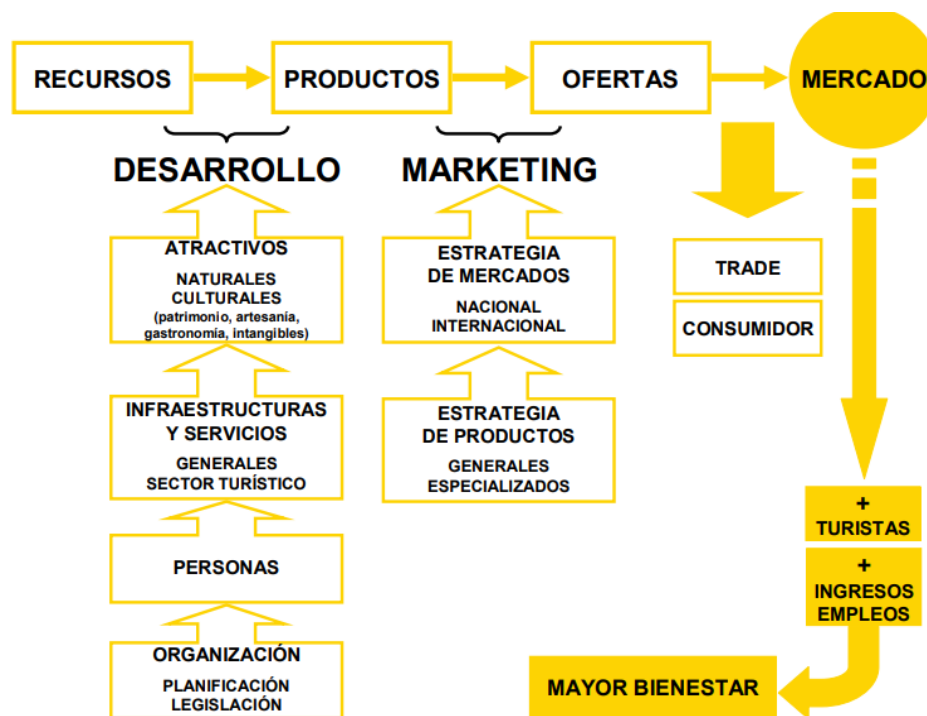 RECURSOS
PRODUCTOS
OFERTAS
MERCADO
DESARROLLO
MARKETING
ATRACTIVOS
NATURALES
CULTURALES
(patrimonio, artesanía,
gastronomía, intangibles)
INFRAESTRUCTURAS
Y SERVICIOS
GENERALES
SECTOR TURÍSTICO
PERSONAS
ORGANIZACIÓN
PLANIFICACIÓN
LEGISLACIÓN
ESTRATEGIA
DE MERCADOS
NACIONAL
INTERNACIONAL
ESTRATEGIA
DE PRODUCTOS
GENERALES
ESPECIALIZADOS
TRADE
CONSUMIDOR
+
TURISTAS
+
INGRESOS
EMPLEOS
MAYOR BIENESTAR